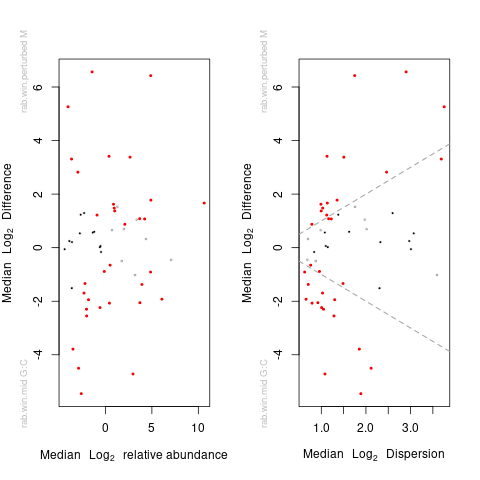 rab.win.perturbed M
rab.win.mid G:C
Median Log2 Difference
6
4
2
0
-2
-4
0
5
10
Median Log2 relative abundance
rab.win.perturbed M
rab.win.mid G:C
Median Log2 Difference
6
4
2
0
-2
-4
1.0
2.0
3.0
Median Log2 Dispersion